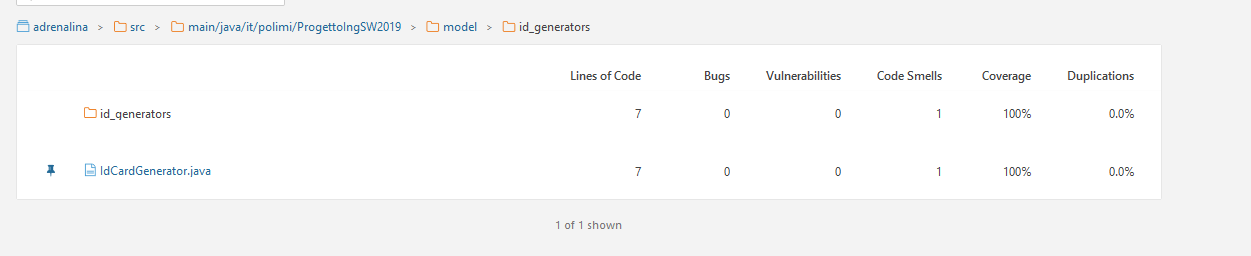 adrenalina > src > main/java/it/polimi/ProgettoIngSW2019 > model > id_generators
Lines of Code Bugs Vulnerabilities Code Smells Coverage Duplications
id_generators 7 0 0 1 100% 0.0%
IdCardGenerator.java 7 0 0 1 100% 0.0%
1 of 1 shown